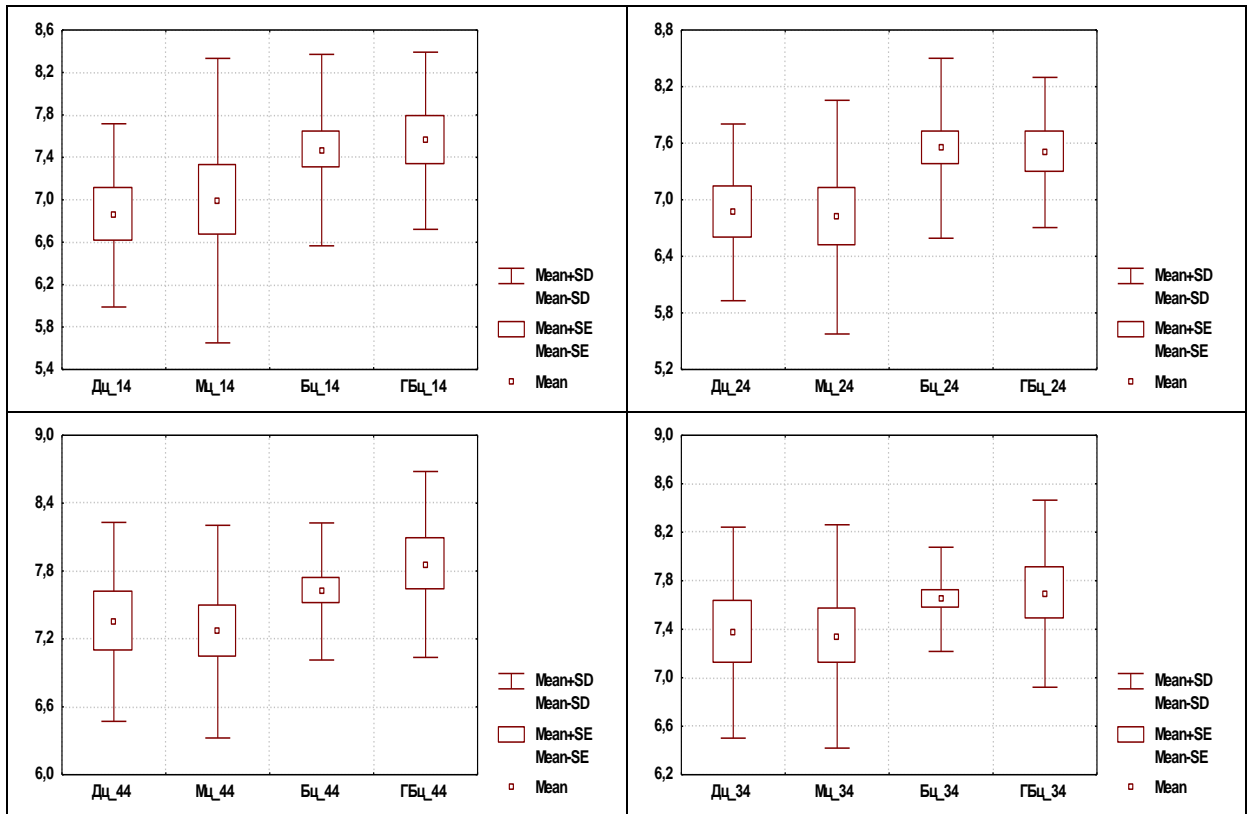 8,6
8,2
7,8
7,4
7,0
6,6
6,2
5,8
5,4
Дц_14 Мц_14 Бц_14 ГБц_14
Mean+SD
Mean-SD
Mean+SE
Mean-SE
Mean
8,8
8,2
7,6
7,0
6,4
5,8
5,2
Дц_24 Мц_24 Бц_24 ГБц_24
Mean+SD
Mean-SD
Mean+SE
Mean-SE
Mean
9,0
8,4
7,8
7,2
6,6
6,0
Дц_44 Мц_44 Бц_44 ГБц_44
Mean+SD
Mean-SD
Mean+SE
Mean-SE
Mean
9,0
8,6
8,2
7,8
7,4
7,0
6,6
6,2
Дц_34 Мц_34 Бц_34 ГБц_34
Mean+SD
Mean-SD
Mean+SE
Mean-SE
Mean